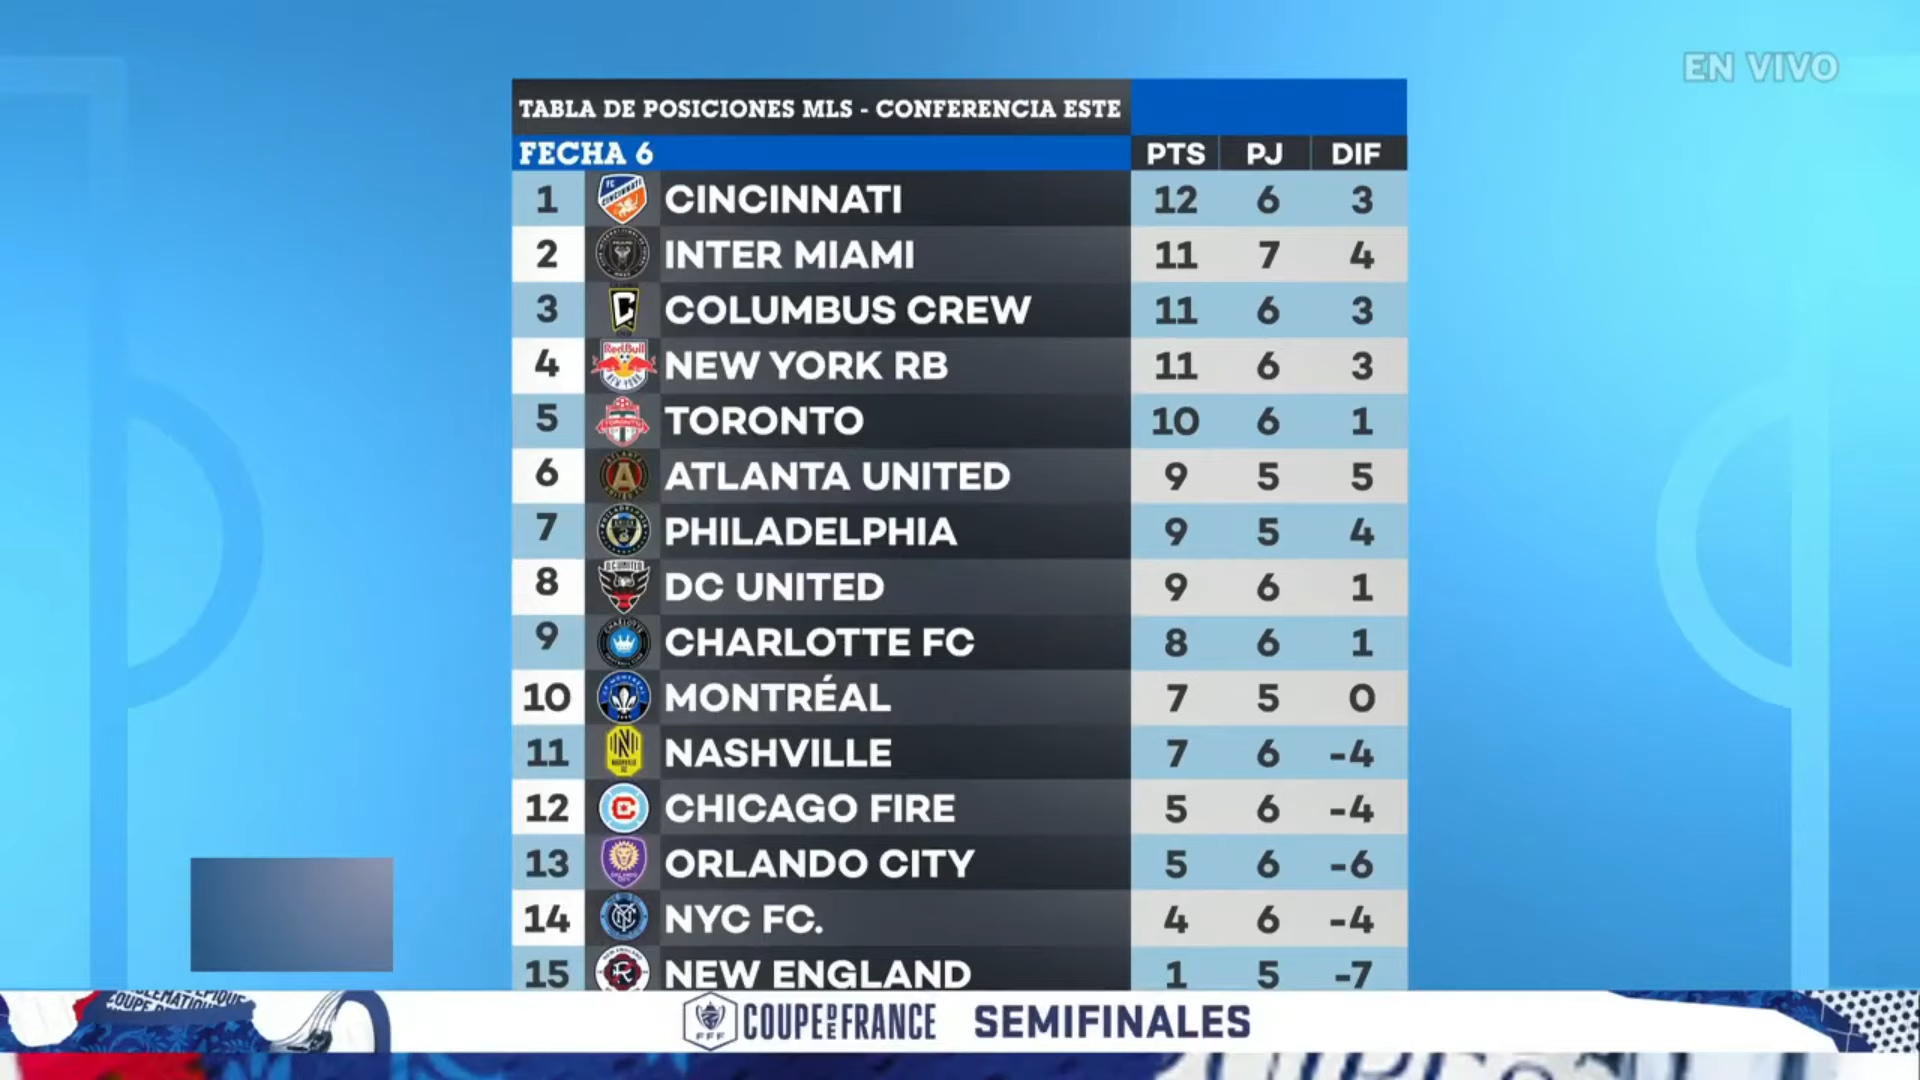 EN VIVO
TABLA DE POSICIONES MLS - CONFERENCIA ESTE
FECHA 6 PTS PJ DIF
1 CINCINNATI 12 6 3
2 INTER MIAMI 11 7 4
3 COLUMBUS CREW 11 6 3
4 NEW YORK RB 11 6 3
5 TORONTO 10 6 1
6 ATLANTA UNITED 9 5 5
7 PHILADELPHIA 9 5 4
8 DC UNITED 9 6 1
9 CHARLOTTE FC 8 6 1
10 MONTRÉAL 7 5 0
11 NASHVILLE 7 6 -4
12 CHICAGO FIRE 5 6 -4
13 ORLANDO CITY 5 6 -6
14 NYC FC. 4 6 -4
15 NEW ENGLAND 1 5 -7
FFF COUPE DE FRANCE SEMIFINALES